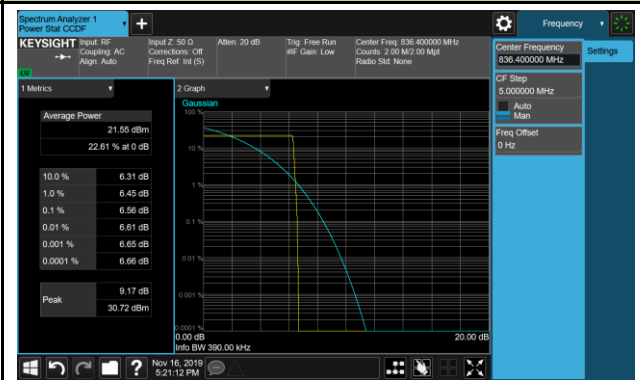 Spectrum Analyzer 1
Power Stat CCDF
Frequency
KEYSIGHT
Input: RF
Coupling: AC
Align: Auto
Input Z: 50 Ω
Corrections: Off
Freq Ref: Int (S)
Atten: 20 dB
Trig: Free Run
#IF Gain: Low
Center Freq: 836.400000 MHz
Counts: 2.00 M/2.00 Mpt
Radio Std: None
1 Metrics
Average Power
21.55 dBm
22.61 % at 0 dB
10.0 % 6.31 dB
1.0 % 6.45 dB
0.1 % 6.56 dB
0.01 % 6.61 dB
0.001 % 6.65 dB
0.0001 % 6.66 dB
Peak
9.17 dB
30.72 dBm
2 Graph
Gaussian
100 %
10 %
1 %
0.1 %
0.01 %
0.001 %
0.0001 %
0.00 dB
20.00 dB
Info BW 390.00 kHz
Center Frequency
836.400000 MHz
Settings
CF Step
5.000000 MHz
Auto
Man
Freq Offset
0 Hz
Nov 16, 2019
5:21:12 PM